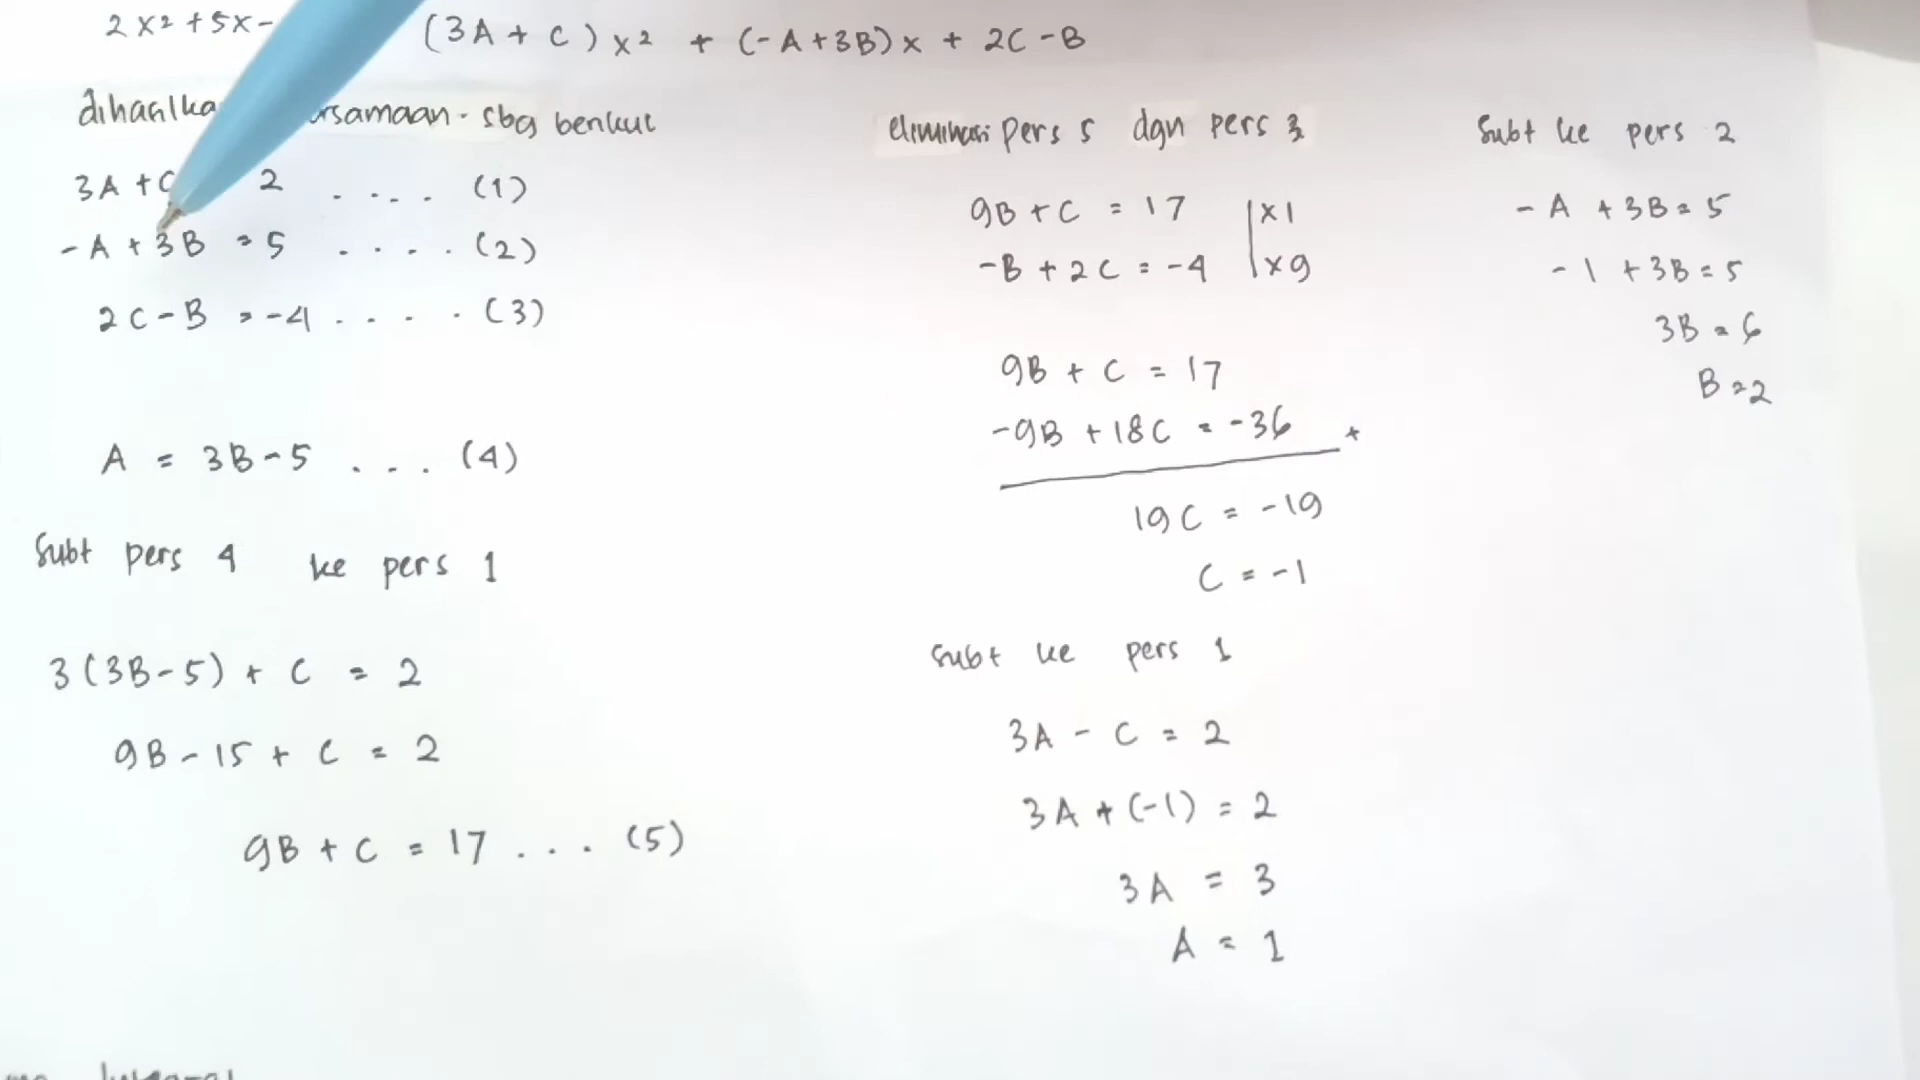 2x² + 5x -
(3A + C) x² + (-A + 3B) x + 2C - B
sbg berikut
3A + C 2 .... (1)
-A + 3B = 5 .... (2)
2C - B = -4 .... (3)
A = 3B - 5 ... (4)
Subt pers 4 ke pers 1
3 (3B - 5) + C = 2
9B - 15 + C = 2
9B + C = 17 ... (5)
eliminasi pers 5 dgn pers 3
9B + C = 17 | x1
-B + 2C = -4 | x9
9B + C = 17
-9B + 18C = -36 +
19C = -19
C = -1
Subt ke pers 1
3A - C = 2
3A + (-1) = 2
3A = 3
A = 1
Subt ke pers 2
-A + 3B = 5
-1 + 3B = 5
3B = 6
B = 2